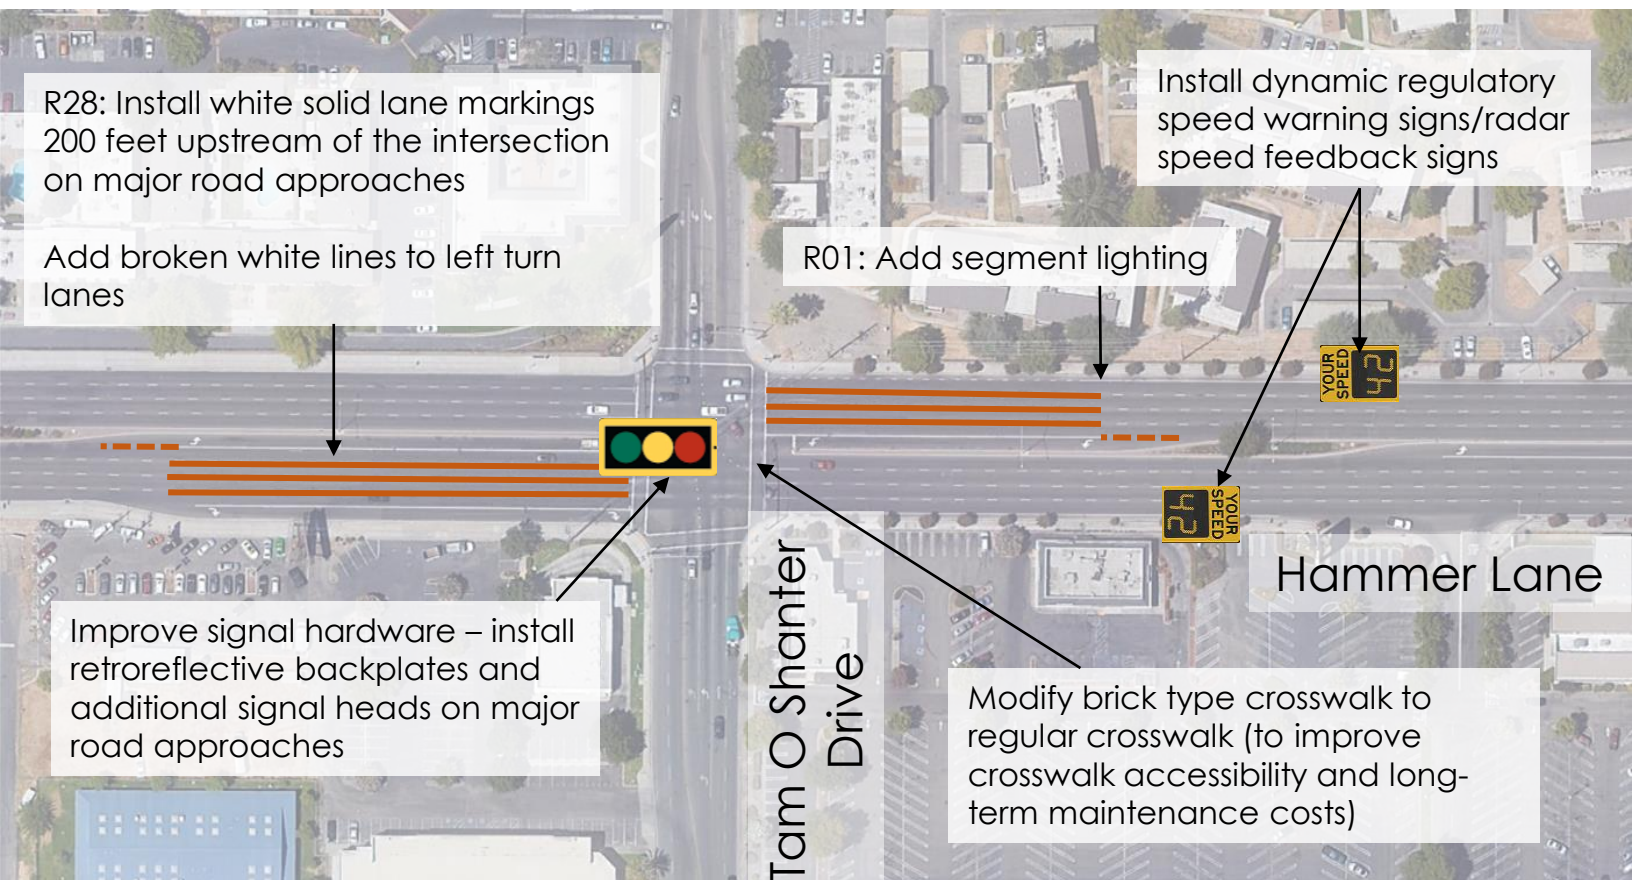 R28: Install white solid lane markings
200 feet upstream of the intersection
on major road approaches
Add broken white lines to left turn
lanes
Install dynamic regulatory
speed warning signs/radar
speed feedback signs
R01: Add segment lighting
YOUR
SPEED
24
YOUR
SPEED
42
Hammer Lane
Tam O Shanter
Drive
Improve signal hardware – install
retroreflective backplates and
additional signal heads on major
road approaches
Modify brick type crosswalk to
regular crosswalk (to improve
crosswalk accessibility and long-
term maintenance costs)